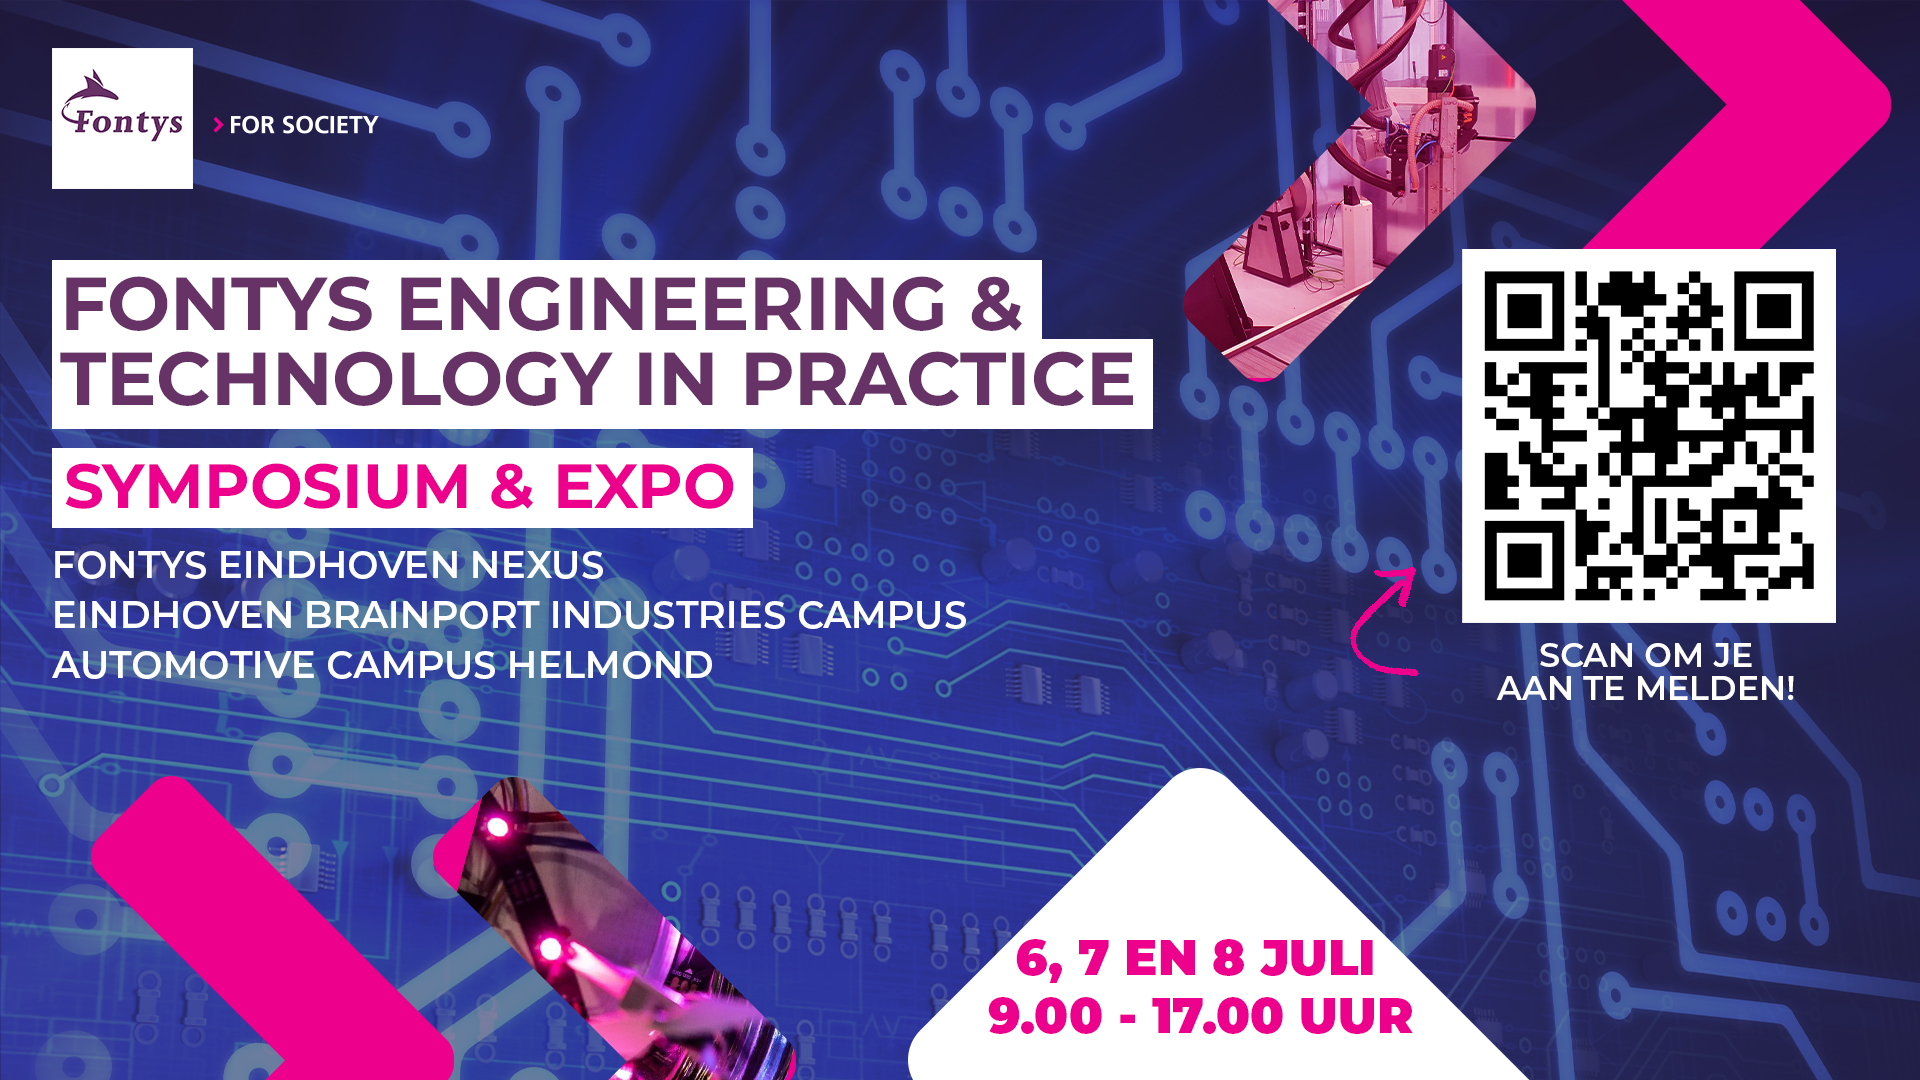 Fontys
FOR SOCIETY
FONTYS ENGINEERING &
TECHNOLOGY IN PRACTICE
SYMPOSIUM & EXPO
FONTYS EINDHOVEN NEXUS
EINDHOVEN BRAINPORT INDUSTRIES CAMPUS
AUTOMOTIVE CAMPUS HELMOND
SCAN OM JE
AAN TE MELDEN!
6, 7 EN 8 JULI
9.00 - 17.00 UUR